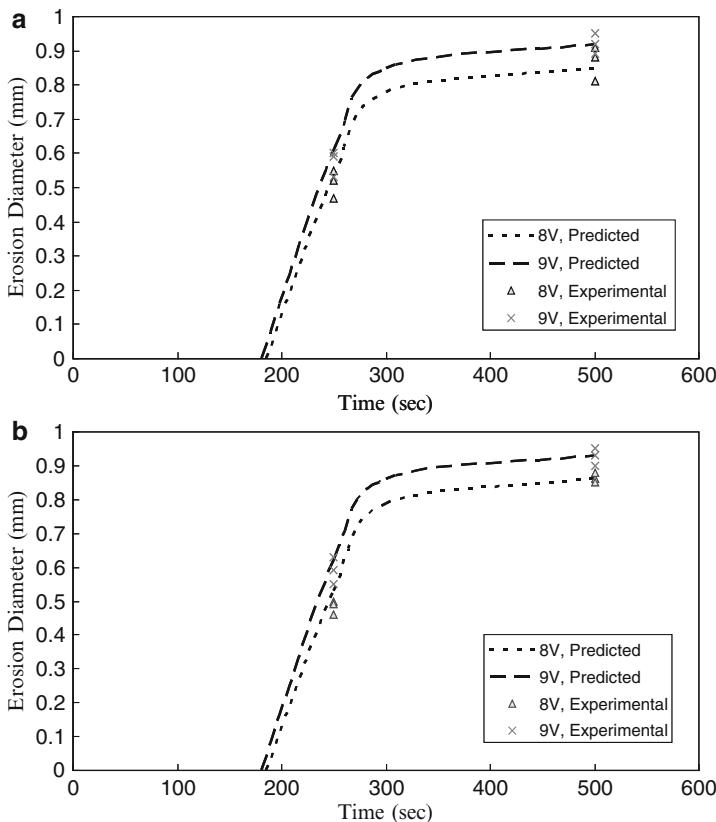 a
1
0.9
0.8
0.7
0.6
0.5
0.4
0.3
0.2
0.1
0
Erosion Diameter (mm)
8V, Predicted
9V, Predicted
8V, Experimental
9V, Experimental
0 100 200 300 400 500 600
Time (sec)
b
1
0.9
0.8
0.7
0.6
0.5
0.4
0.3
0.2
0.1
0
Erosion Diameter (mm)
8V, Predicted
9V, Predicted
8V, Experimental
9V, Experimental
0 100 200 300 400 500 600
Time (sec)